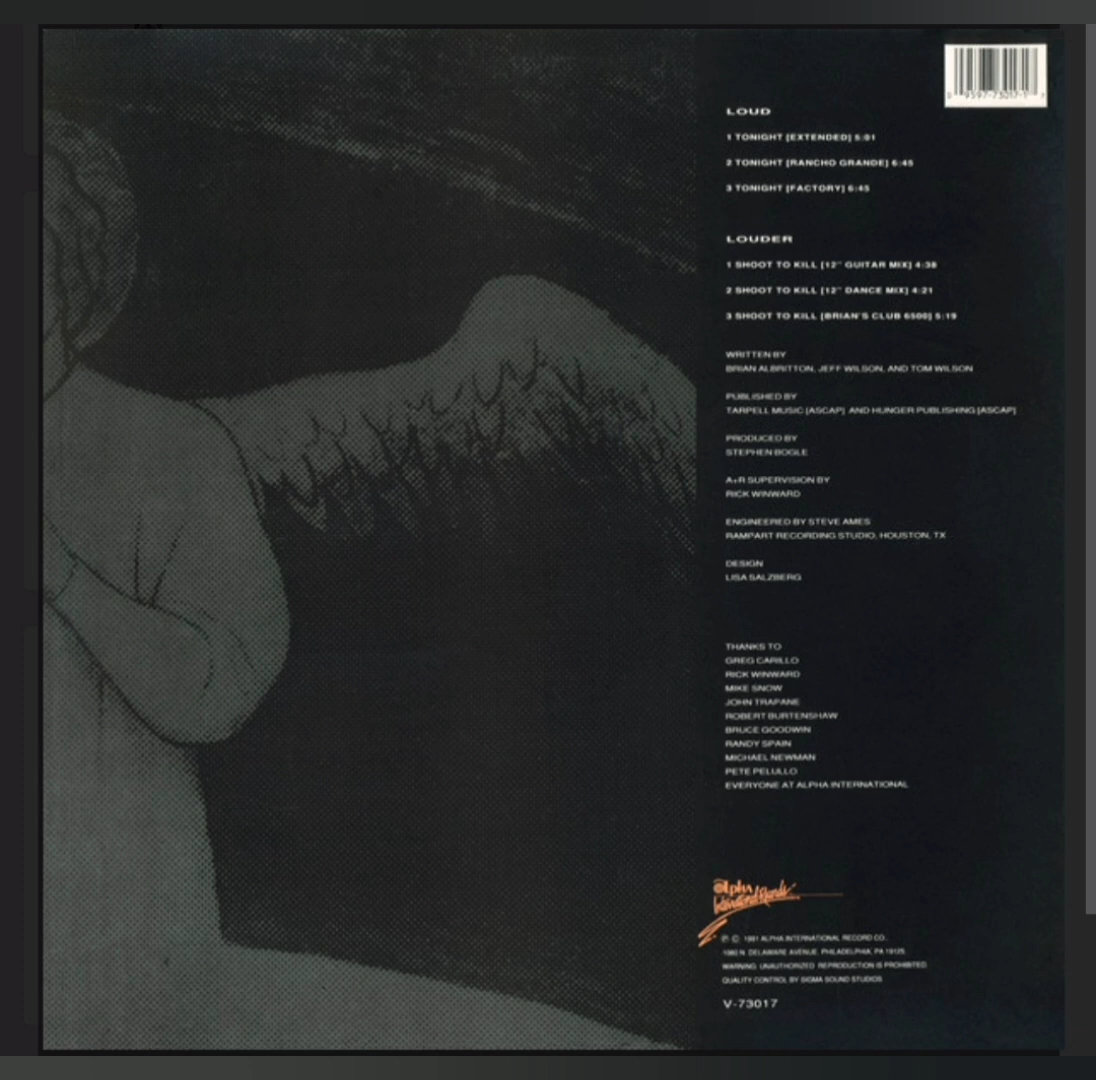 9597-73017-1
LOUD
1 TONIGHT [EXTENDED] 5:01
2 TONIGHT [RANCHO GRANDE] 6:45
3 TONIGHT [FACTORY] 6:45
LOUDER
1 SHOOT TO KILL [12" GUITAR MIX] 4:38
2 SHOOT TO KILL [12" DANCE MIX] 4:21
3 SHOOT TO KILL [BRIAN'S CLUB 6500] 5:19
WRITTEN BY
BRIAN ALBRITTON, JEFF WILSON, AND TOM WILSON
PUBLISHED BY
TARPELL MUSIC [ASCAP] AND HUNGER PUBLISHING [ASCAP]
PRODUCED BY
STEPHEN BOGLE
A+R SUPERVISION BY
RICK WINWARD
ENGINEERED BY STEVE AMES
RAMPART RECORDING STUDIO, HOUSTON, TX
DESIGN
LISA SALZBERG
THANKS TO
GREG CARILLO
RICK WINWARD
MIKE SNOW
JOHN TRAPANE
ROBERT BURTENSHAW
BRUCE GOODWIN
RANDY SPAIN
MICHAEL NEWMAN
PETE PELULLO
EVERYONE AT ALPHA INTERNATIONAL
alpha
℗ © 1991 ALPHA INTERNATIONAL RECORD CO.
N. DELAWARE AVENUE, PHILADELPHIA, PA 19125
WARNING: UNAUTHORIZED REPRODUCTION IS PROHIBITED.
QUALITY CONTROL BY SIGMA SOUND STUDIOS
V-73017